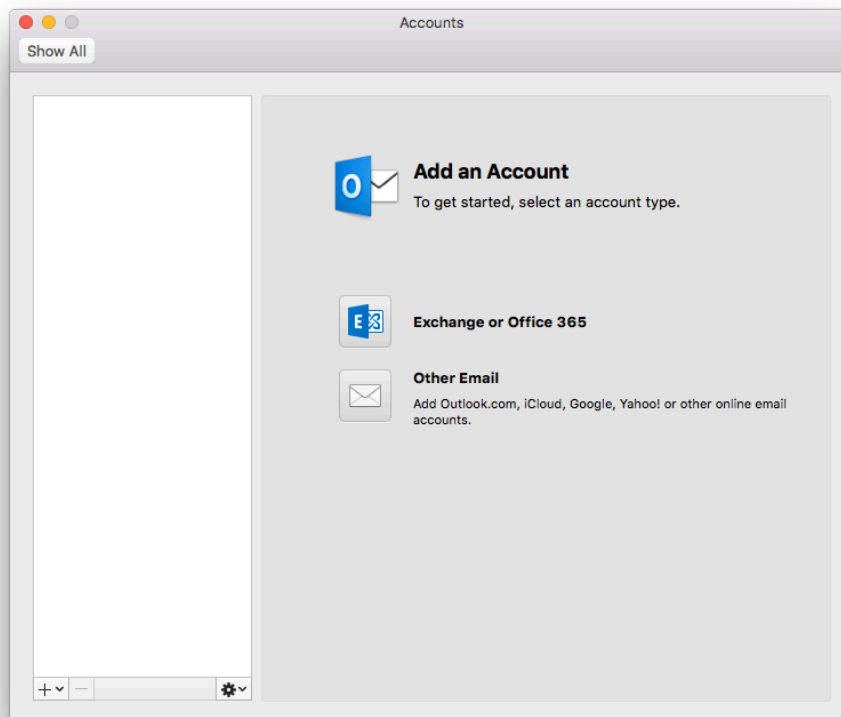 Accounts
Show All
Add an Account
To get started, select an account type.
Exchange or Office 365
Other Email
Add Outlook.com, iCloud, Google, Yahoo! or other online email
accounts.